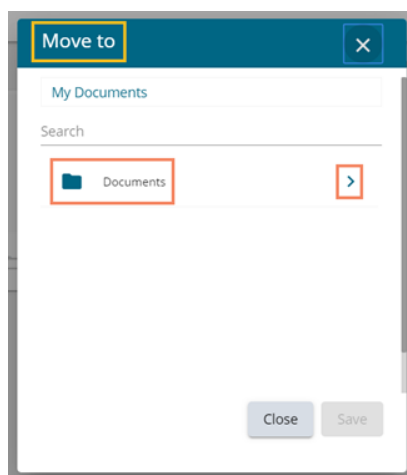 Move to
My Documents
Search
Documents
Close Save